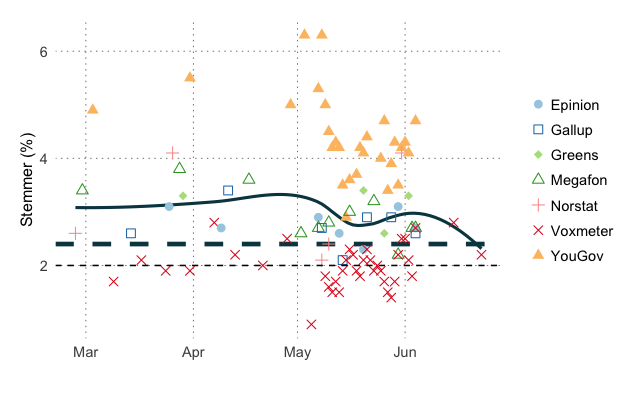 6
4
2
Stemmer (%)
Mar
Apr
May
Jun
Epinion
Gallup
Greens
Megafon
Norstat
Voxmeter
YouGov